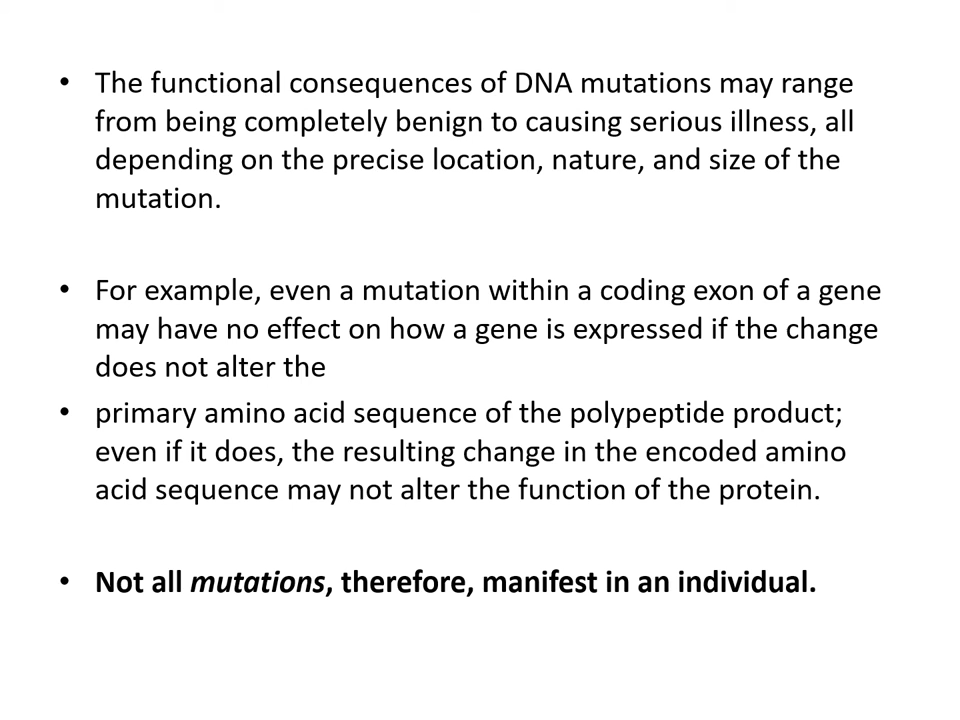 • The functional consequences of DNA mutations may range
from being completely benign to causing serious illness, all
depending on the precise location, nature, and size of the
mutation.
• For example, even a mutation within a coding exon of a gene
may have no effect on how a gene is expressed if the change
does not alter the
• primary amino acid sequence of the polypeptide product;
even if it does, the resulting change in the encoded amino
acid sequence may not alter the function of the protein.
• Not all mutations, therefore, manifest in an individual.